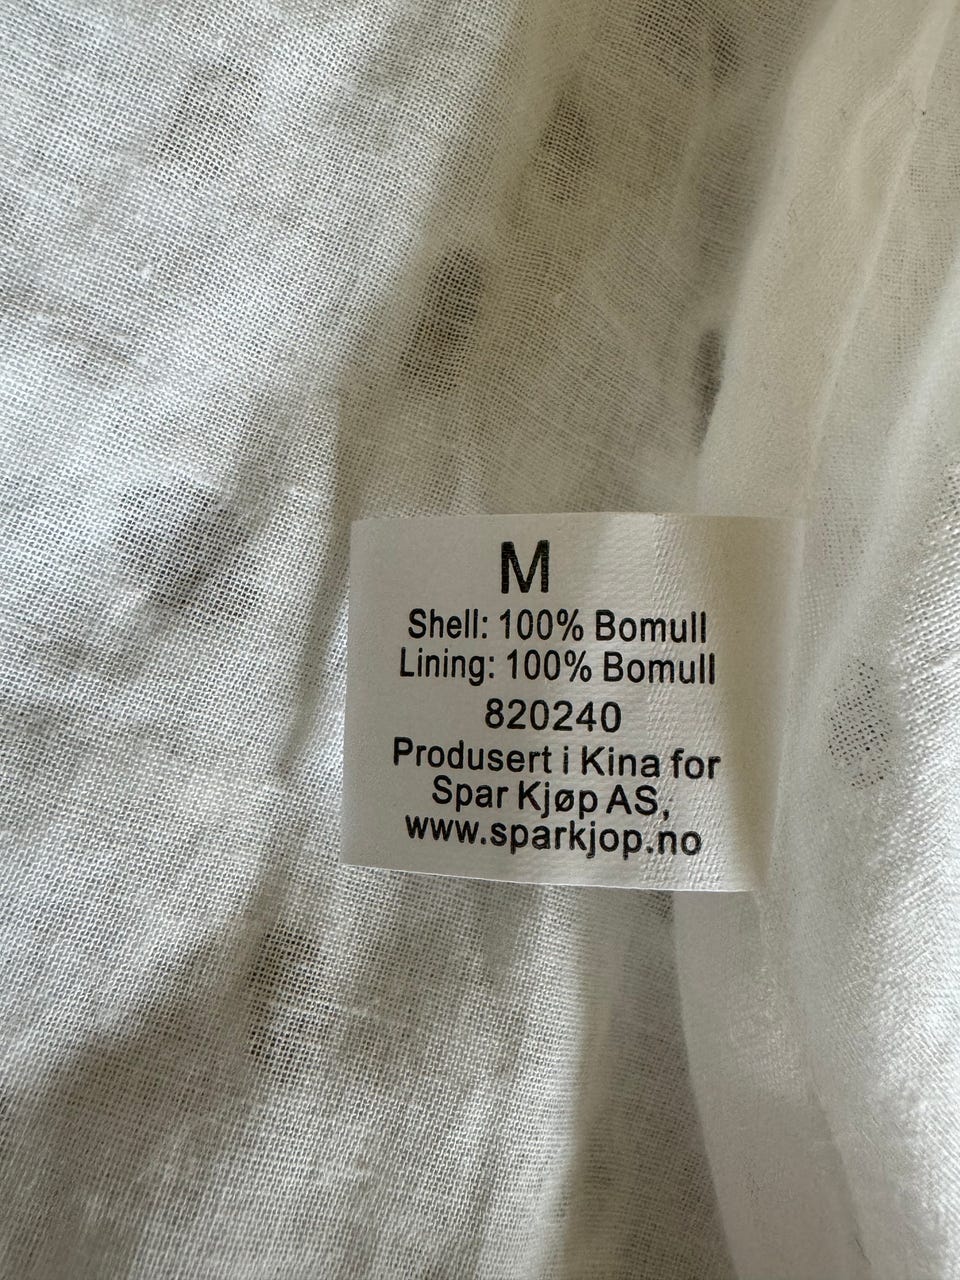 M
Shell: 100% Bomull
Lining: 100% Bomull
820240
Produsert i Kina for
Spar Kjøp AS,
www.sparkjop.no